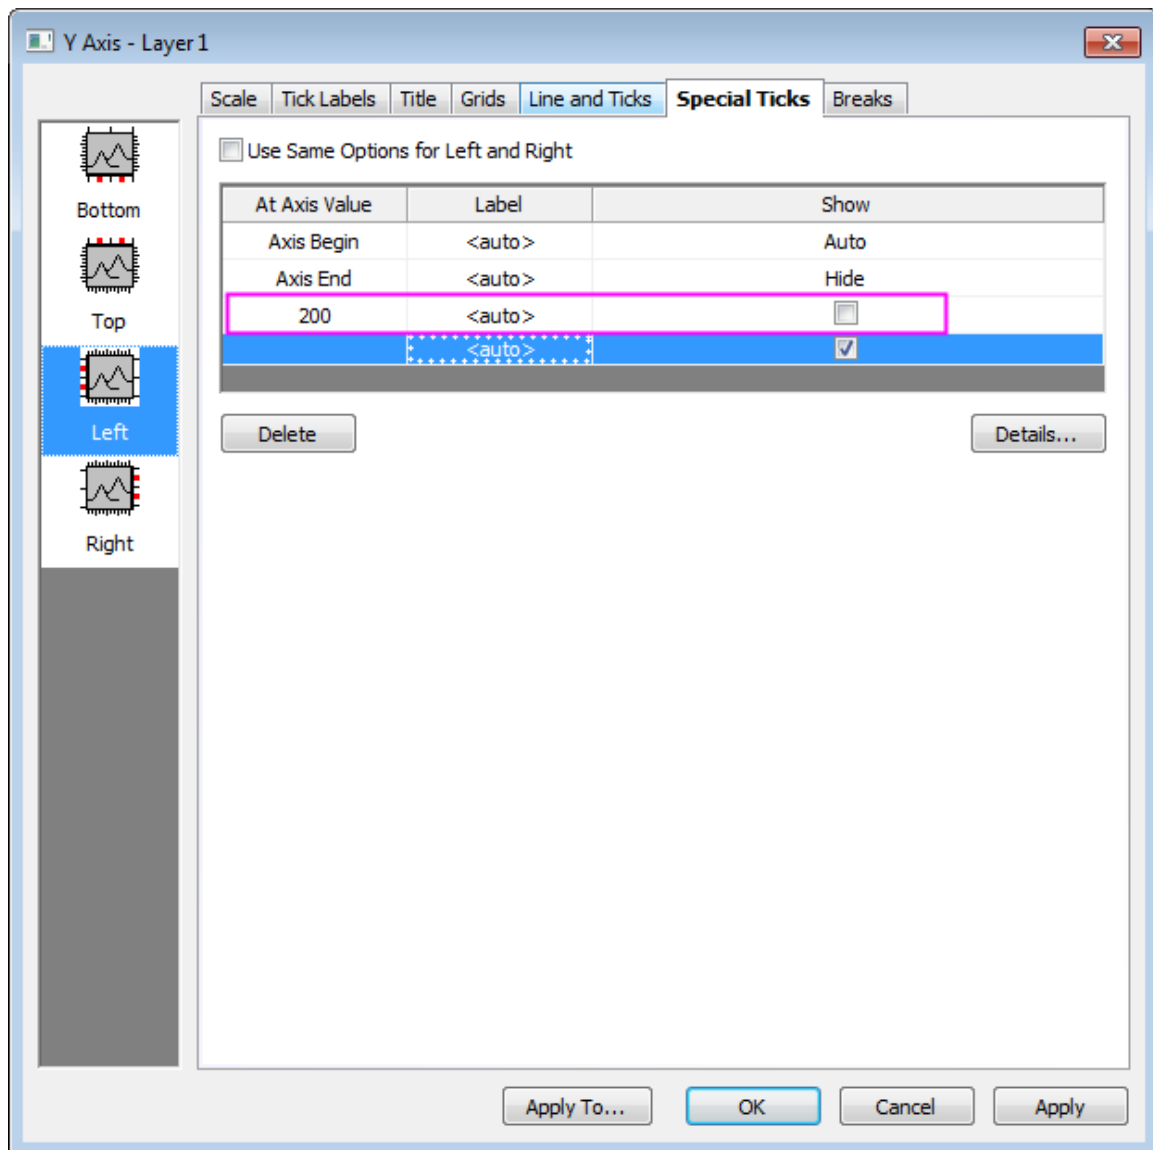 Y Axis - Layer 1
Scale Tick Labels Title Grids Line and Ticks Special Ticks Breaks
Use Same Options for Left and Right
At Axis Value Label Show
Axis Begin <auto> Auto
Axis End <auto> Hide
200 <auto>
<auto>
Delete Details...
Bottom
Top
Left
Right
Apply To... OK Cancel Apply